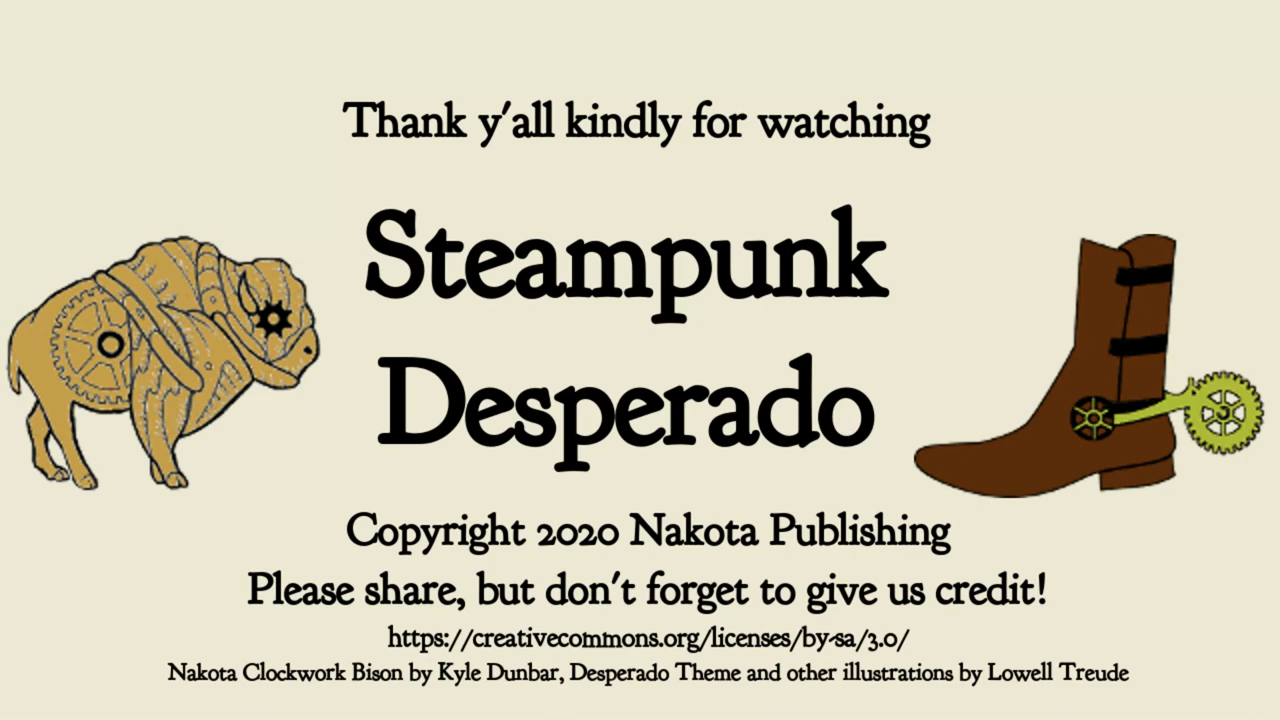 Thank y'all kindly for watching
Steampunk
Desperado
Copyright 2020 Nakota Publishing
Please share, but don't forget to give us credit!
https://creativecommons.org/licenses/by-sa/3.0/
Nakota Clockwork Bison by Kyle Dunbar, Desperado Theme and other illustrations by Lowell Treude